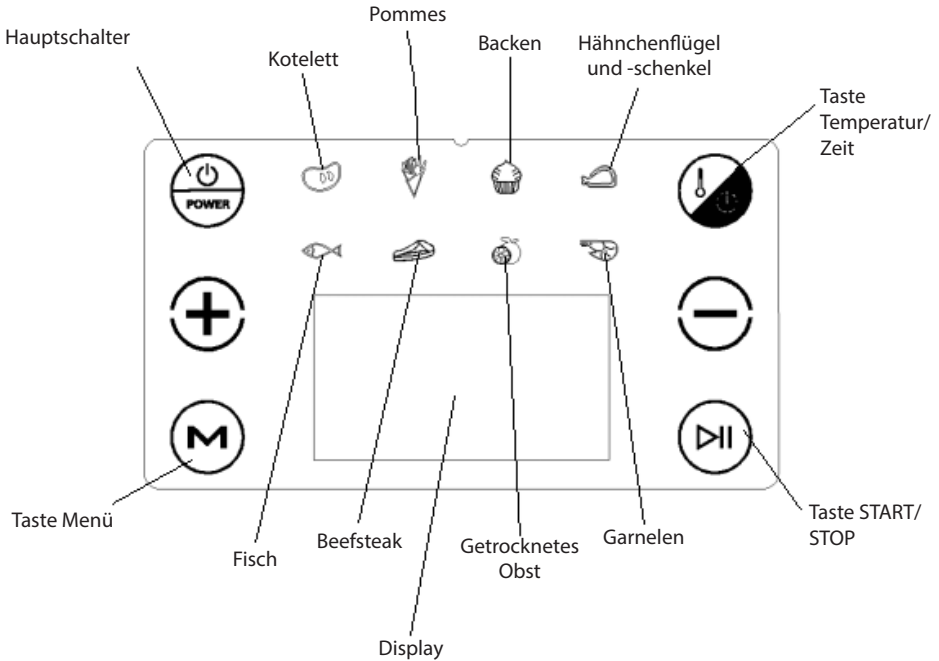 Pommes
Hauptschalter
Kotelett
Backen
Hähnchenflügel
und -schenkel
Taste
Temperatur/
Zeit
POWER
M
Taste Menü
Fisch
Beefsteak
Getrocknetes
Obst
Garnelen
Taste START/
STOP
Display